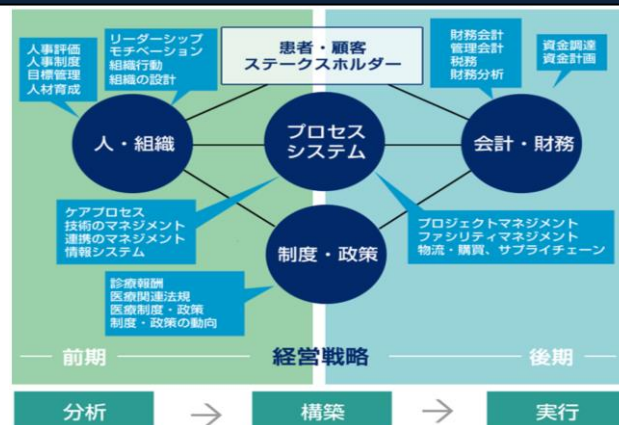 人事評価
人事制度
目標管理
人材育成
リーダーシップ
モチベーション
組織行動
組織の設計
患者・顧客
ステークスホルダー
財務会計
管理会計
税務
財務分析
資金調達
資金計画
人・組織
プロセス
システム
会計・財務
ケアプロセス
技術のマネジメント
連携のマネジメント
情報システム
プロジェクトマネジメント
ファシリティマネジメント
物流・購買、サプライチェーン
制度・政策
診療報酬
医療関連法規
医療制度・政策
制度・政策の動向
前期
経営戦略
後期
分析 → 構築 → 実行